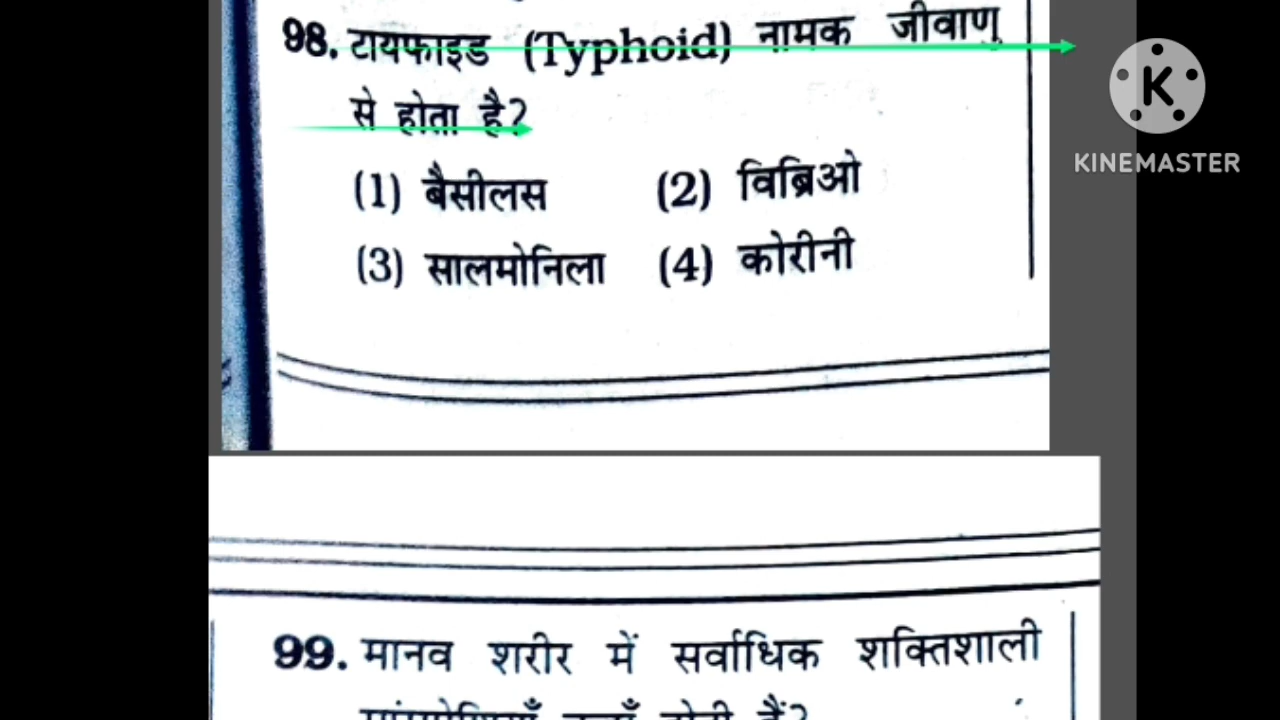 98. टायफाइड (Typhoid) नामक जीवाणु
से होता है?
(1) बैसीलस (2) विब्रिओ
(3) सालमोनिला (4) कोरीनी
K
KINEMASTER
99. मानव शरीर में सर्वाधिक शक्तिशाली